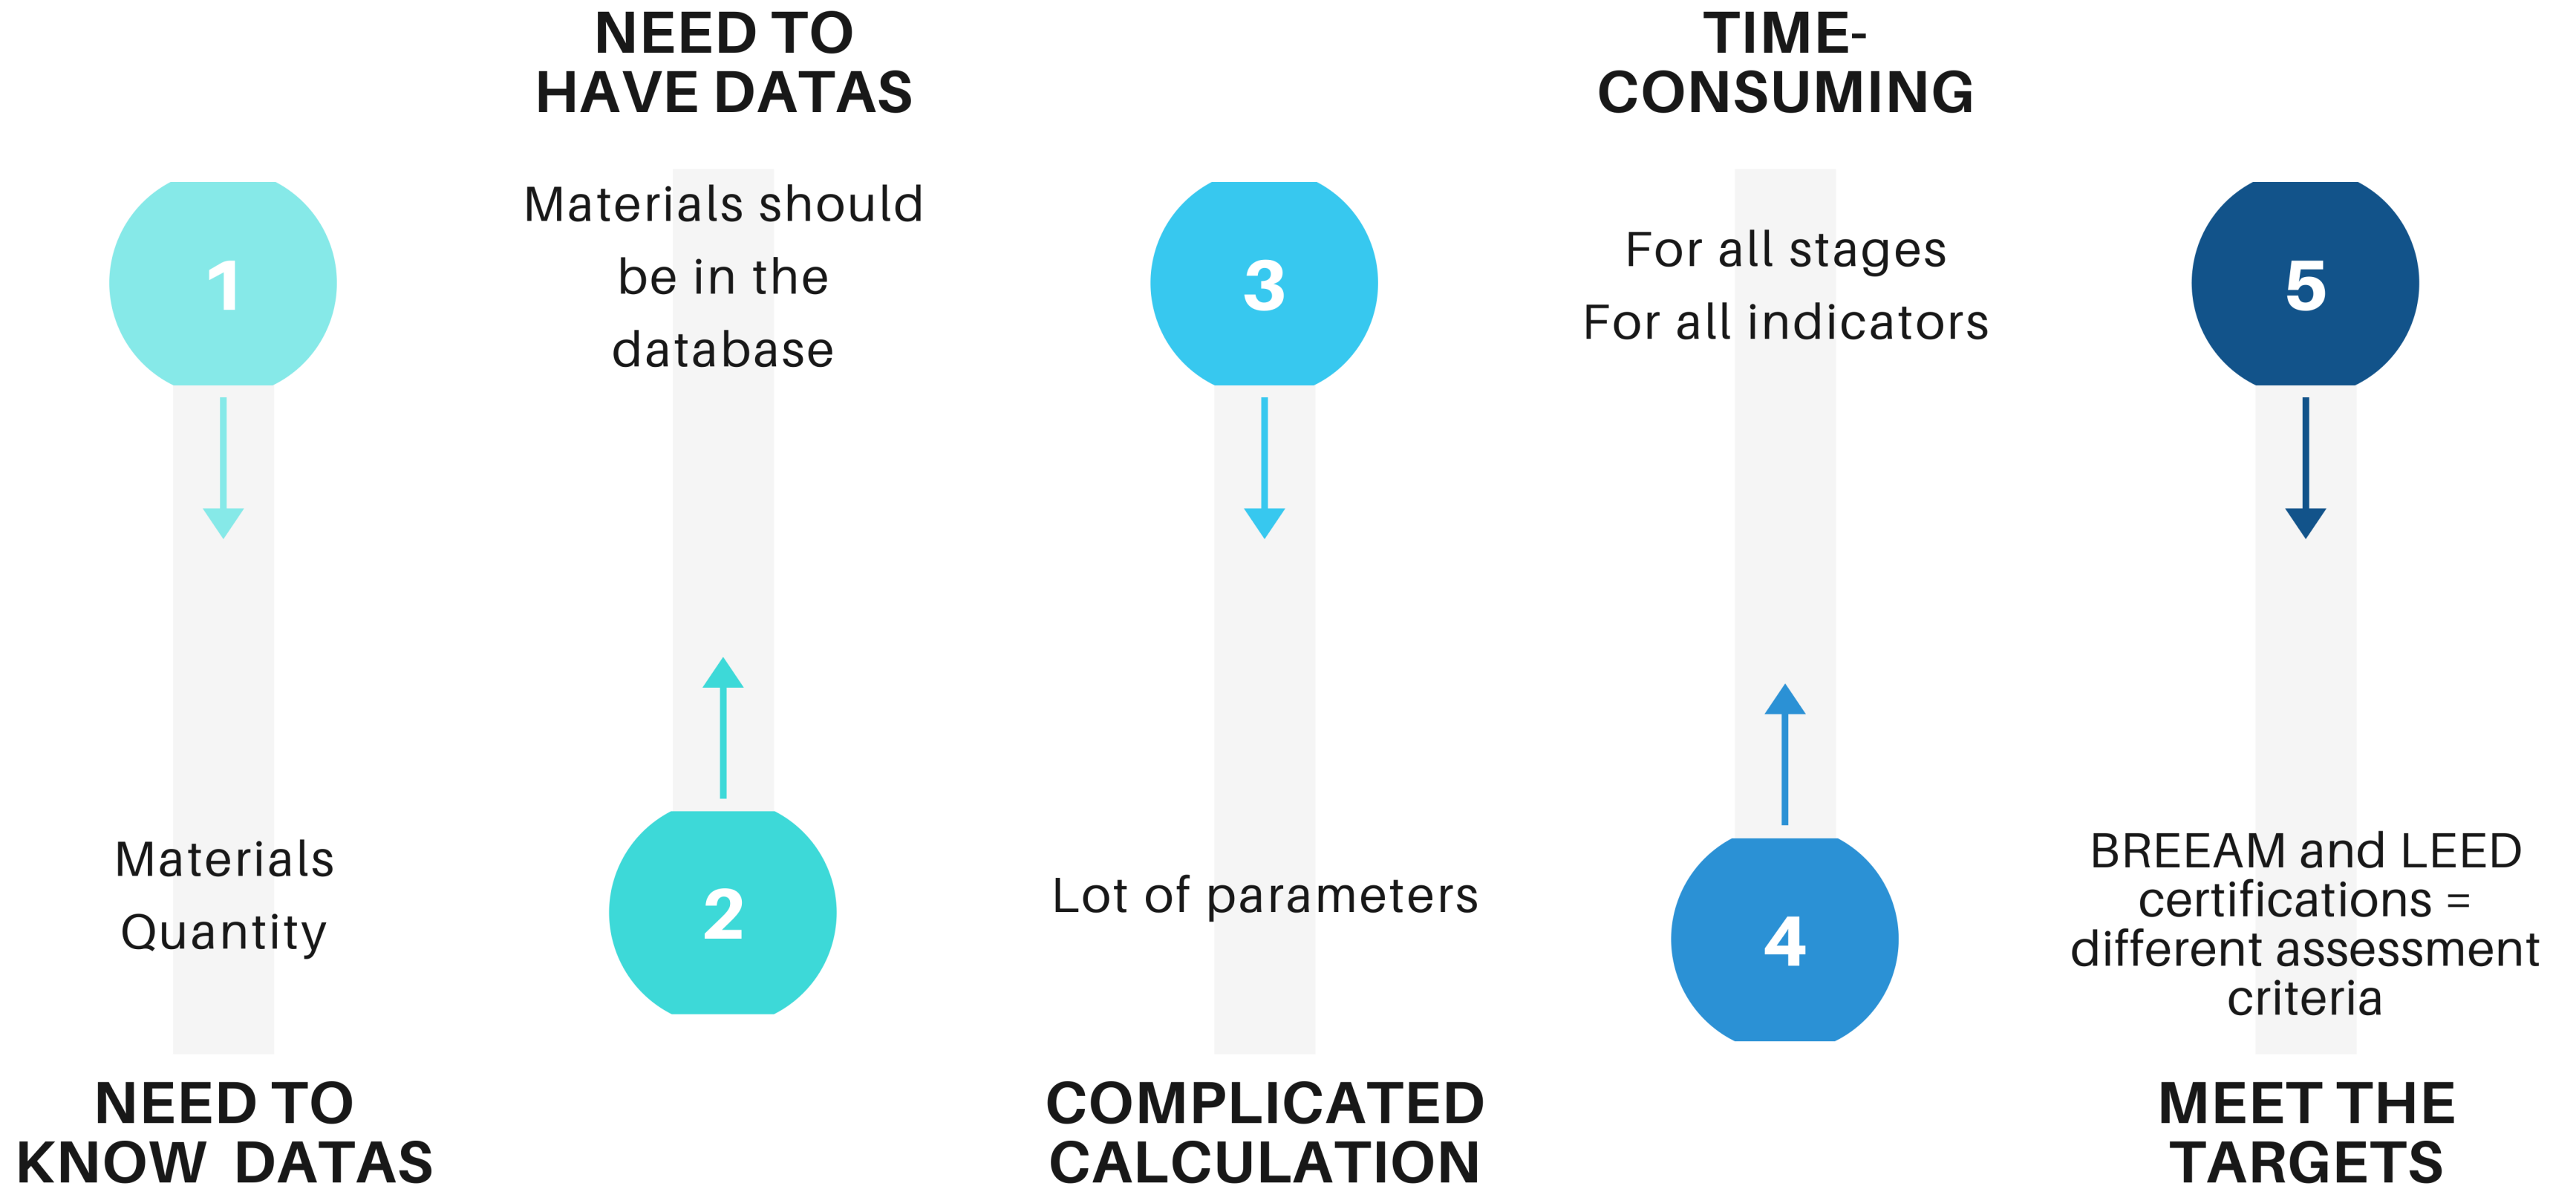 1
Materials
Quantity
NEED TO
KNOW DATAS
NEED TO
HAVE DATAS
Materials should
be in the
database
2
3
Lot of parameters
COMPLICATED
CALCULATION
TIME-
CONSUMING
For all stages
For all indicators
4
5
BREEAM and LEED
certifications =
different assessment
criteria
MEET THE
TARGETS